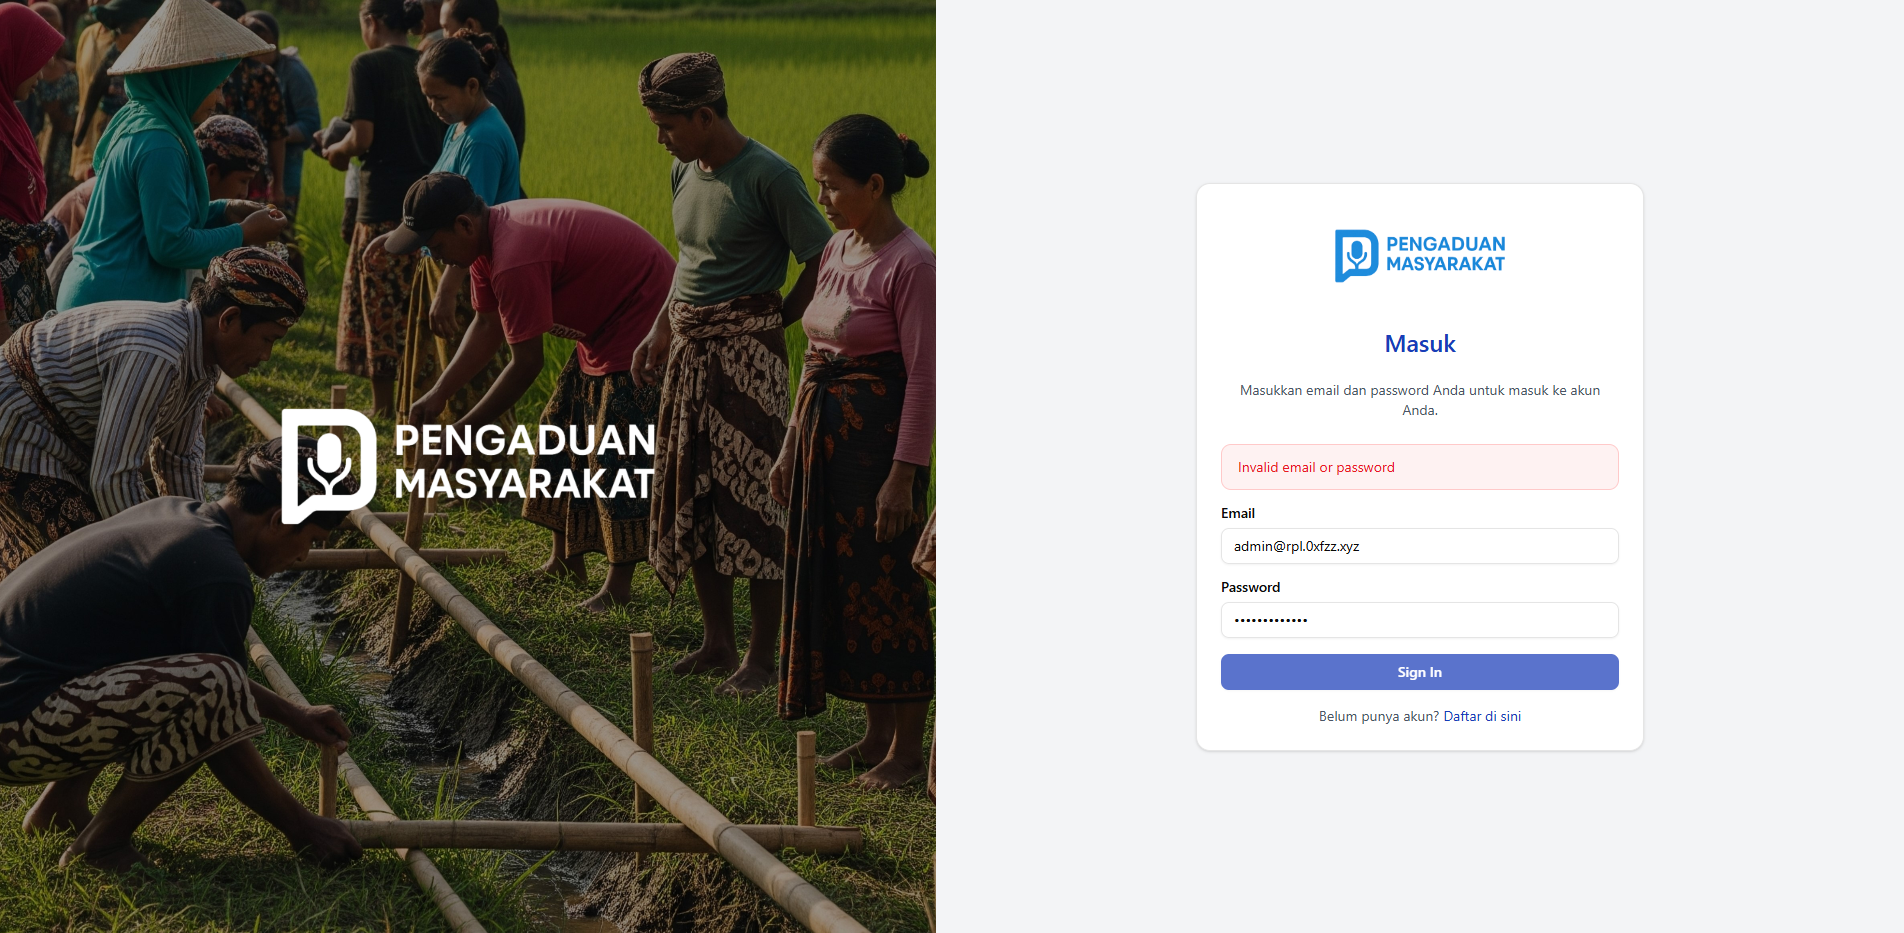 PENGADUAN
MASYARAKAT
PENGADUAN
MASYARAKAT
Masuk
Masukkan email dan password Anda untuk masuk ke akun
Anda.
Invalid email or password
Email
admin@rpl.0xfzz.xyz
Password
•••••••••••••
Sign In
Belum punya akun? Daftar di sini